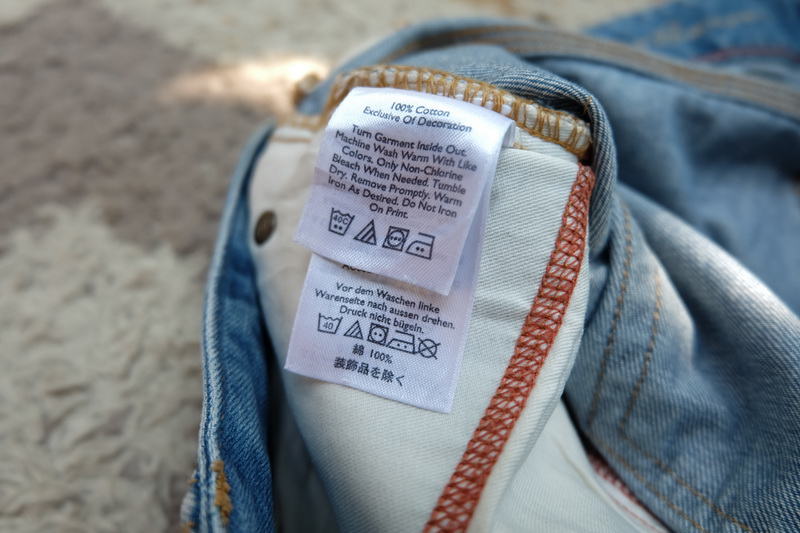 100% Cotton
Exclusive Of Decoration
Turn Garment Inside Out.
Machine Wash Warm With Like
Colors. Only Non-Chlorine
Bleach When Needed. Tumble
Dry. Remove Promptly. Warm
Iron As Desired. Do Not Iron
On Print.
40C
Vor dem Waschen linke
Warenseite nach aussen drehen.
Druck nicht bügeln.
40
綿 100%
装飾品を除く